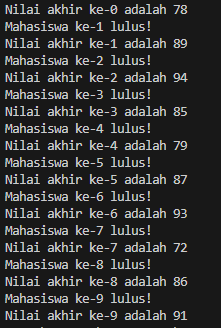 Nilai akhir ke-0 adalah 78
Mahasiswa ke-1 lulus!
Nilai akhir ke-1 adalah 89
Mahasiswa ke-2 lulus!
Nilai akhir ke-2 adalah 94
Mahasiswa ke-3 lulus!
Nilai akhir ke-3 adalah 85
Mahasiswa ke-4 lulus!
Nilai akhir ke-4 adalah 79
Mahasiswa ke-5 lulus!
Nilai akhir ke-5 adalah 87
Mahasiswa ke-6 lulus!
Nilai akhir ke-6 adalah 93
Mahasiswa ke-7 lulus!
Nilai akhir ke-7 adalah 72
Mahasiswa ke-8 lulus!
Nilai akhir ke-8 adalah 86
Mahasiswa ke-9 lulus!
Nilai akhir ke-9 adalah 91